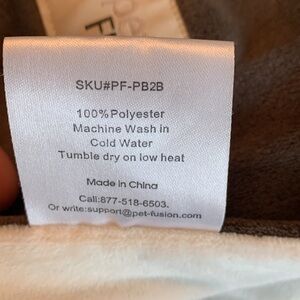 SKU#PF-PB2B
100%Polyester
Machine Wash in
Cold Water
Tumble dry on low heat
Made in China
Call:877-518-6503.
Or write:support@pet-fusion.com